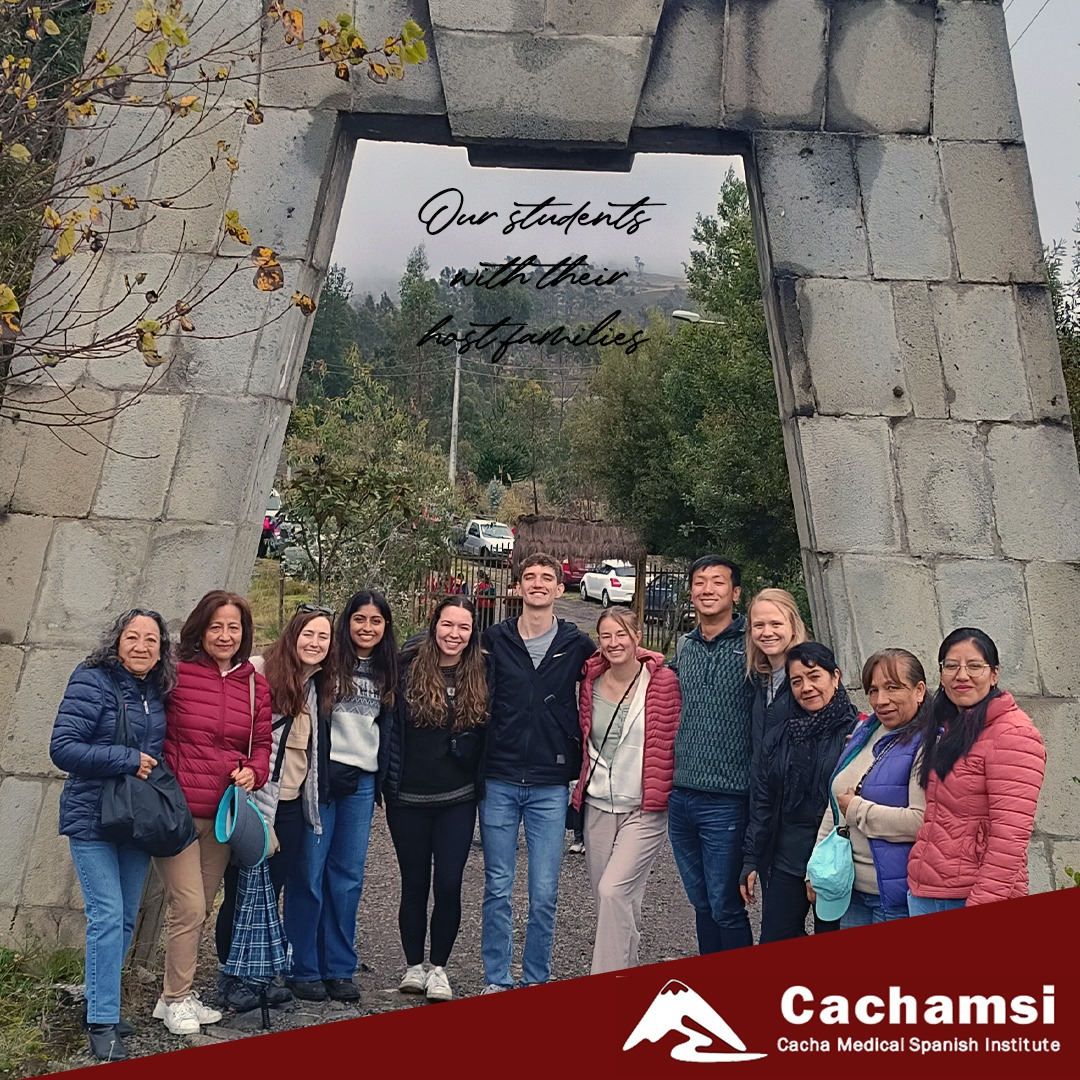 Our students
with their
host families
Cachamsi
Cacha Medical Spanish Institute